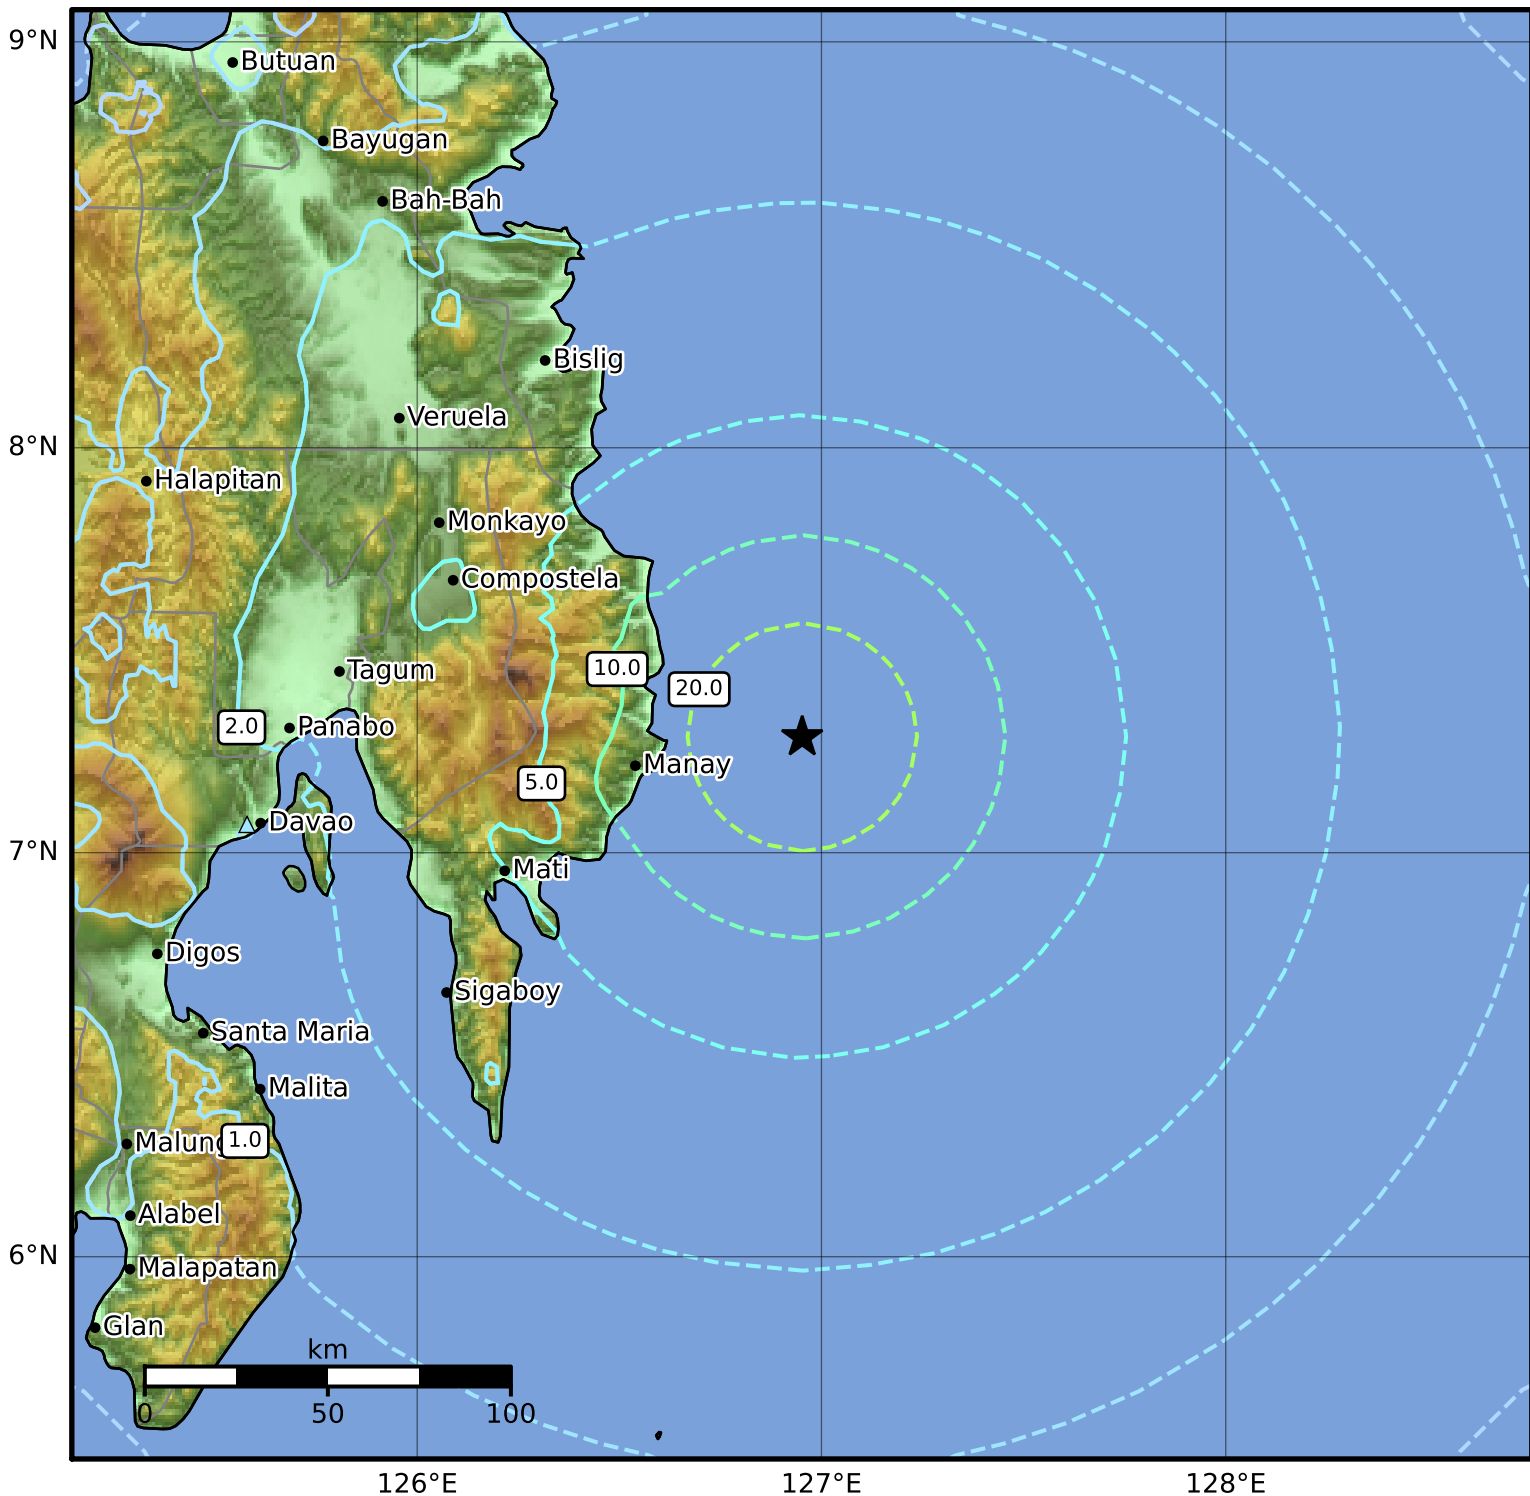 9°N
Butuan
Bayugan
Bah-Bah
Bislig
Veruela
8°N
Halapitan
Monkayo
Compostela
10.0
Tagum
20.0
2.0
Panabo
Manay
5.0
Davao
7°N
Mati
Digos
Sigaboy
Santa Maria
Malita
Malung
1.0
Alabel
6°N
Malapatan
Glan
km
0
50
100
126°E
127°E
128°E